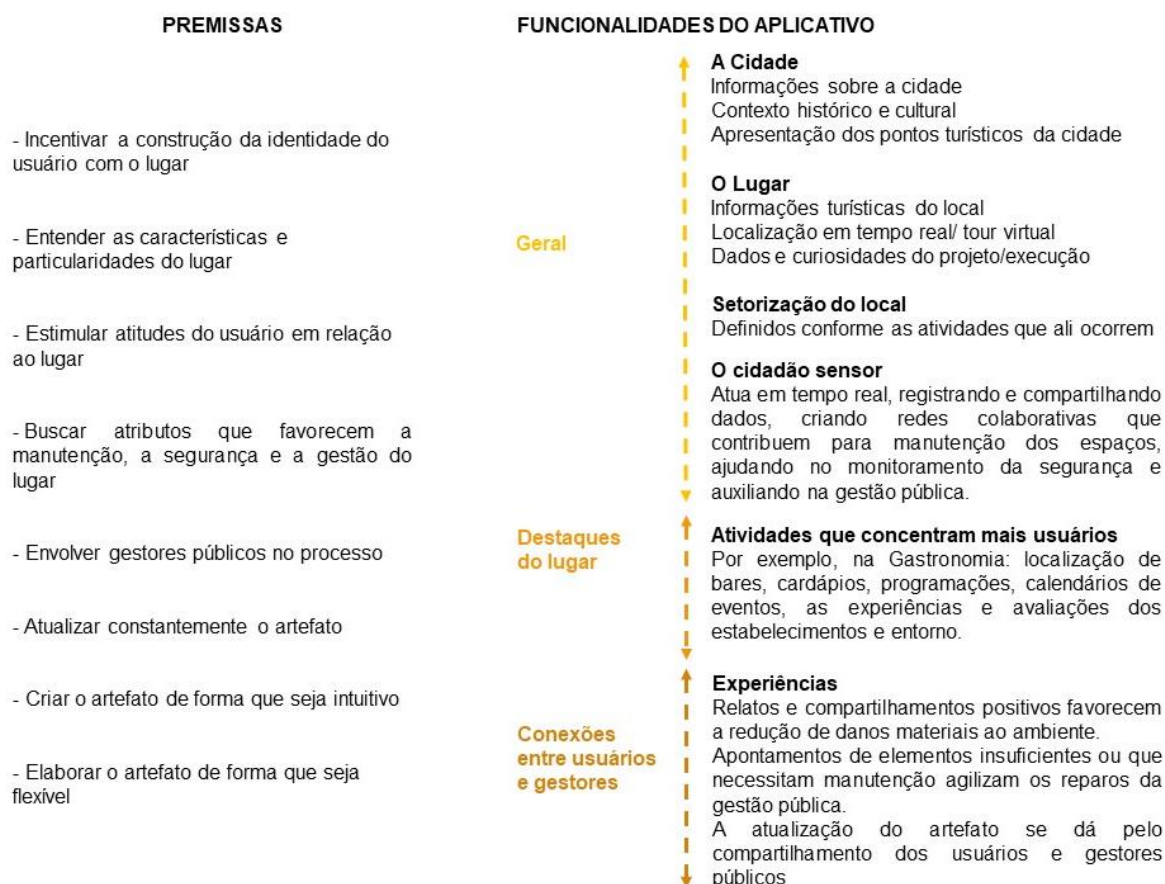 PREMISSAS
- Incentivar a construção da identidade do
usuário com o lugar
- Entender as características e
particularidades do lugar
- Estimular atitudes do usuário em relação
ao lugar
- Buscar atributos que favorecem a
manutenção, a segurança e a gestão do
lugar
- Envolver gestores públicos no processo
- Atualizar constantemente o artefato
- Criar o artefato de forma que seja intuitivo
- Elaborar o artefato de forma que seja
flexível
FUNCIONALIDADES DO APLICATIVO
Geral
A Cidade
Informações sobre a cidade
Contexto histórico e cultural
Apresentação dos pontos turísticos da cidade
O Lugar
Informações turísticas do local
Localização em tempo real/ tour virtual
Dados e curiosidades do projeto/execução
Setorização do local
Definidos conforme as atividades que ali ocorrem
O cidadão sensor
Atua em tempo real, registrando e compartilhando
dados, criando redes colaborativas que
contribuem para manutenção dos espaços,
ajudando no monitoramento da segurança e
auxiliando na gestão pública.
Destaques
do lugar
Atividades que concentram mais usuários
Por exemplo, na Gastronomia: localização de
bares, cardápios, programações, calendários de
eventos, as experiências e avaliações dos
estabelecimentos e entorno.
Conexões
entre usuários
e gestores
Experiências
Relatos e compartilhamentos positivos favorecem
a redução de danos materiais ao ambiente.
Apontamentos de elementos insuficientes ou que
necessitam manutenção agilizam os reparos da
gestão pública.
A atualização do artefato se dá pelo
compartilhamento dos usuários e gestores
públicos